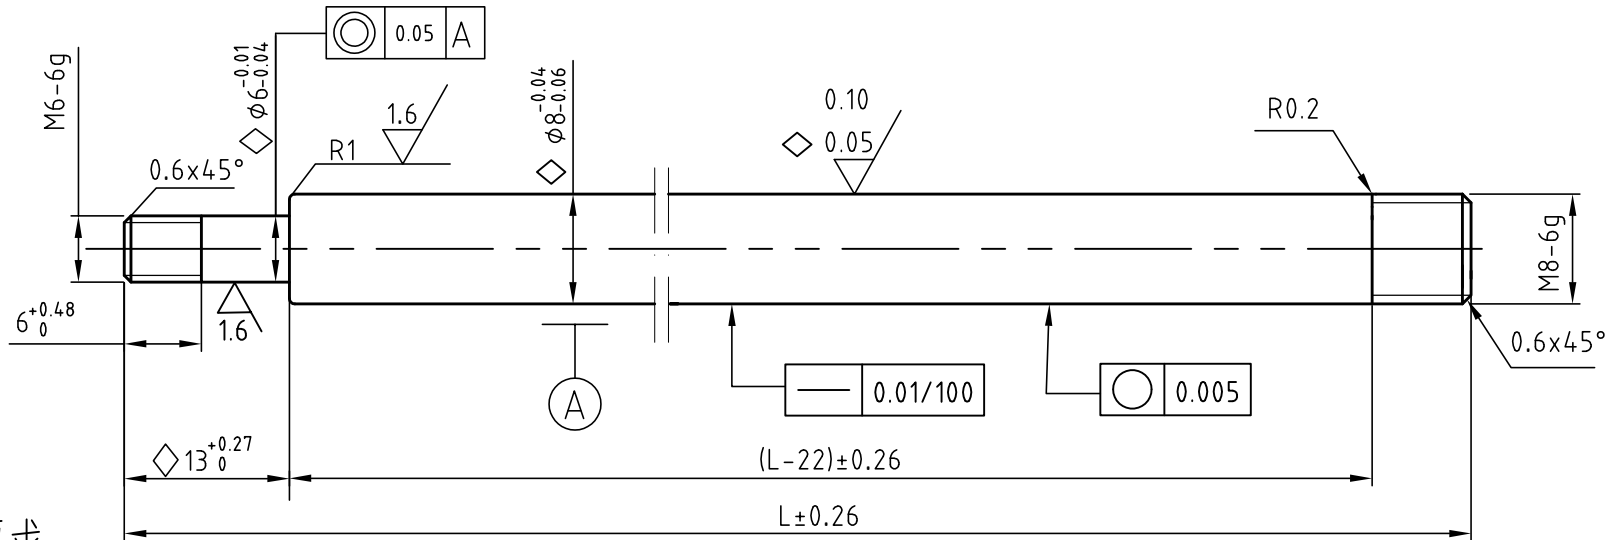 0.05 A
M6-6g
◇ φ6-0.01 -0.04
0.6x45°
R1
1.6
◇ φ8-0.04 -0.06
0.10
◇ 0.05
R0.2
M8-6g
6+0.48 0
1.6
0.6x45°
A
0.01/100
0.005
◇13+0.27 0
(L-22)±0.26
L±0.26